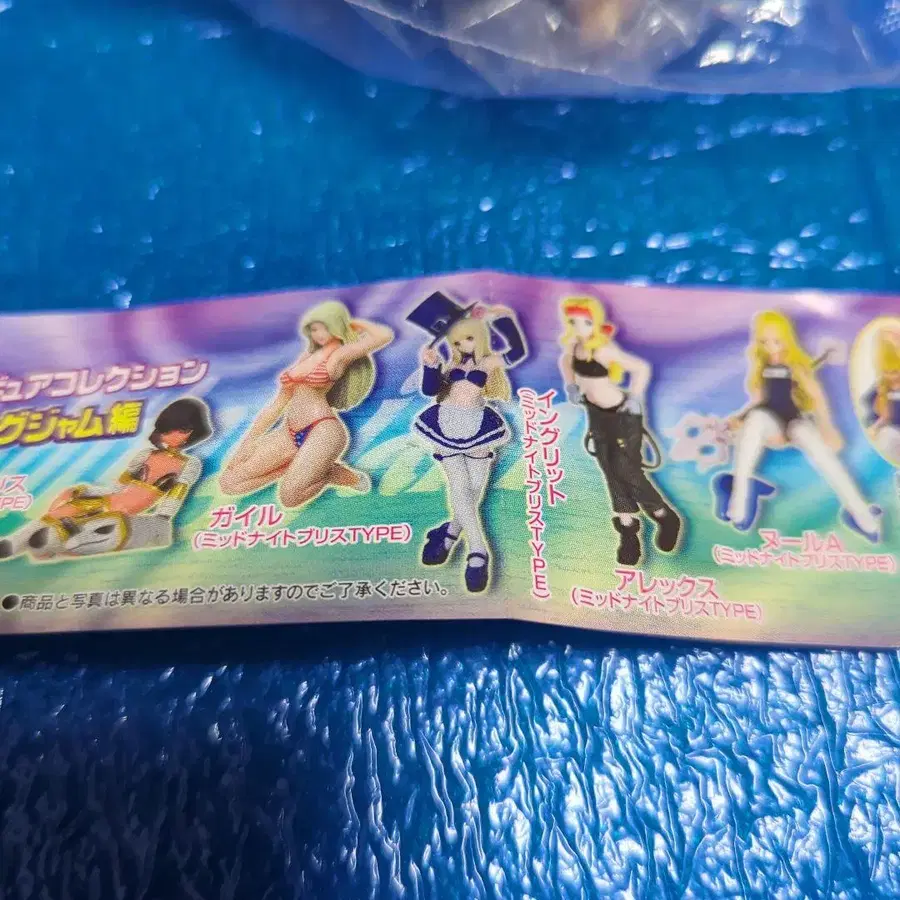 ュアコレクション
グジャム編
リス
TYPE)
ガイル
(ミッドナイトブリスTYPE)
イングリット
(ミッドナイトブリスTYPE)
アレックス
(ミッドナイトブリスTYPE)
ヌールA
(ミッドナイトブリスTYPE)
●商品と写真は異なる場合がありますのでご了承ください。